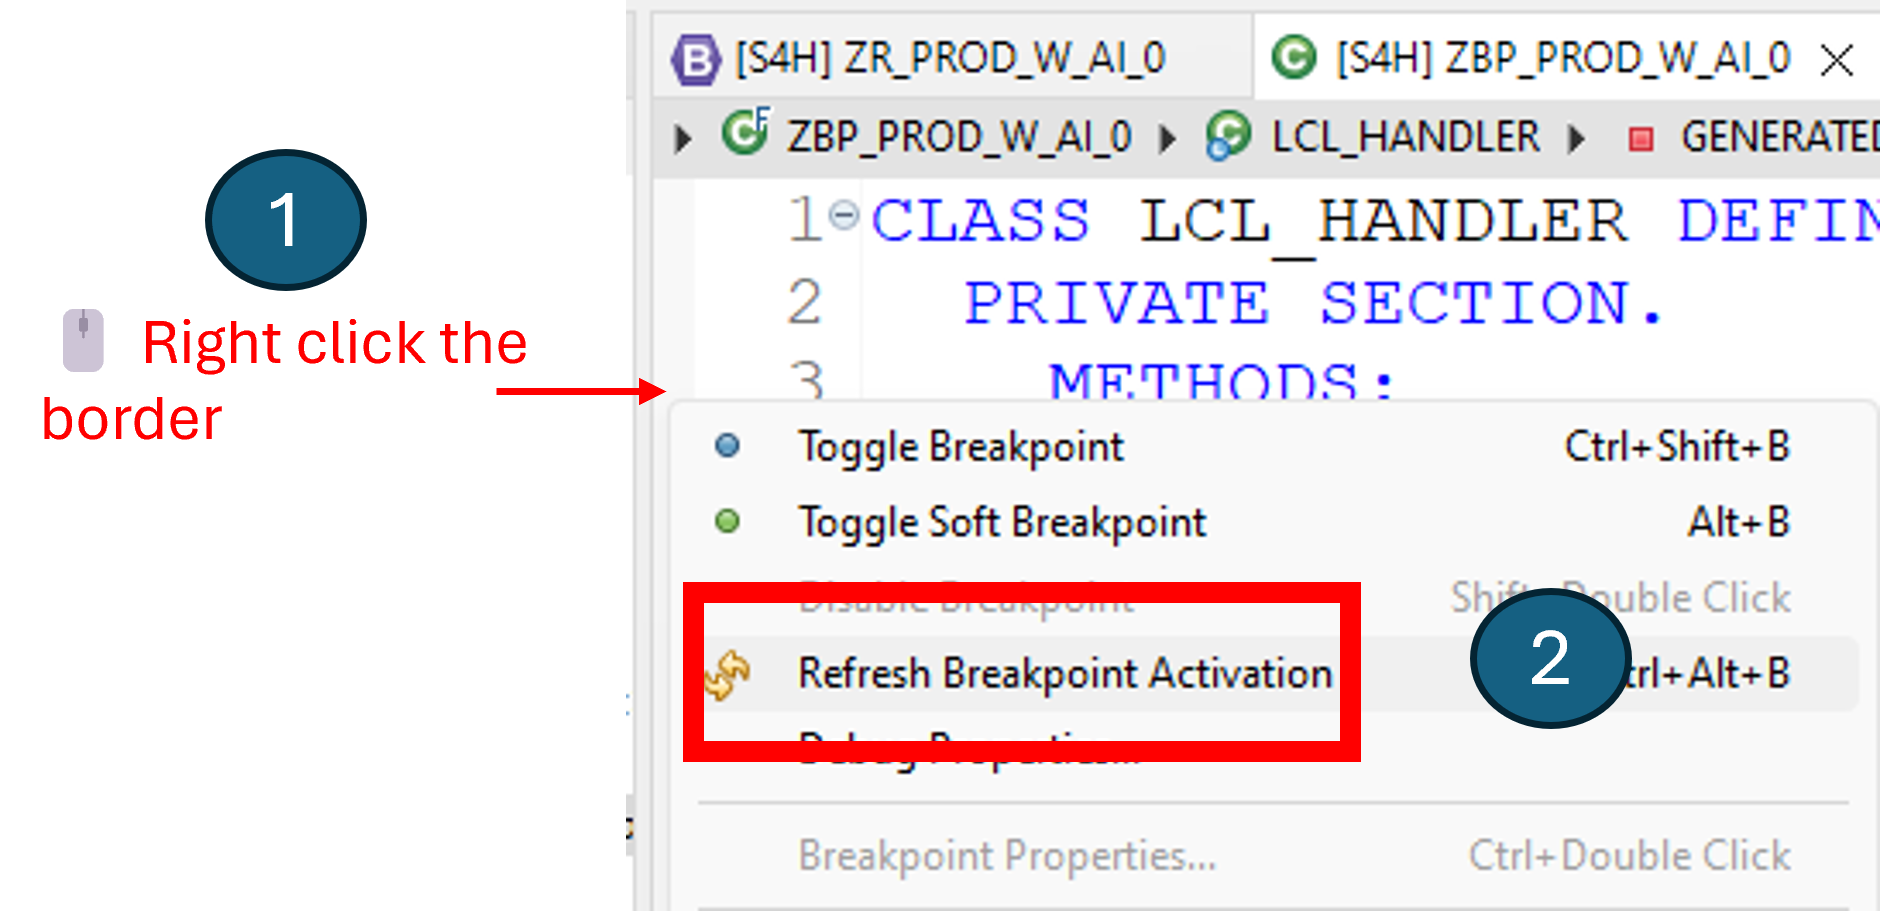 [S4H] ZR_PROD_W_AI_0
[S4H] ZBP_PROD_W_AI_0
ZBP_PROD_W_AI_0 LCL_HANDLER GENERATED
1
1 CLASS LCL_HANDLER DEFIN
2 PRIVATE SECTION.
3 METHODS:
Right click the
border
Toggle Breakpoint Ctrl+Shift+B
Toggle Soft Breakpoint Alt+B
Disable Breakpoint Shift+Double Click
Refresh Breakpoint Activation 2 trl+Alt+B
Debug Properties...
Breakpoint Properties... Ctrl+Double Click